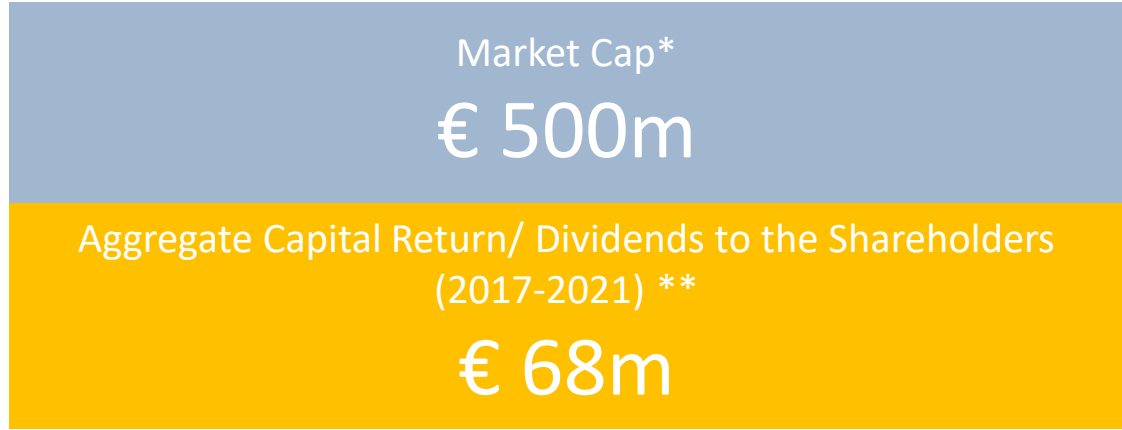 Market Cap*
€ 500m
Aggregate Capital Return/ Dividends to the Shareholders
(2017-2021) **
€ 68m